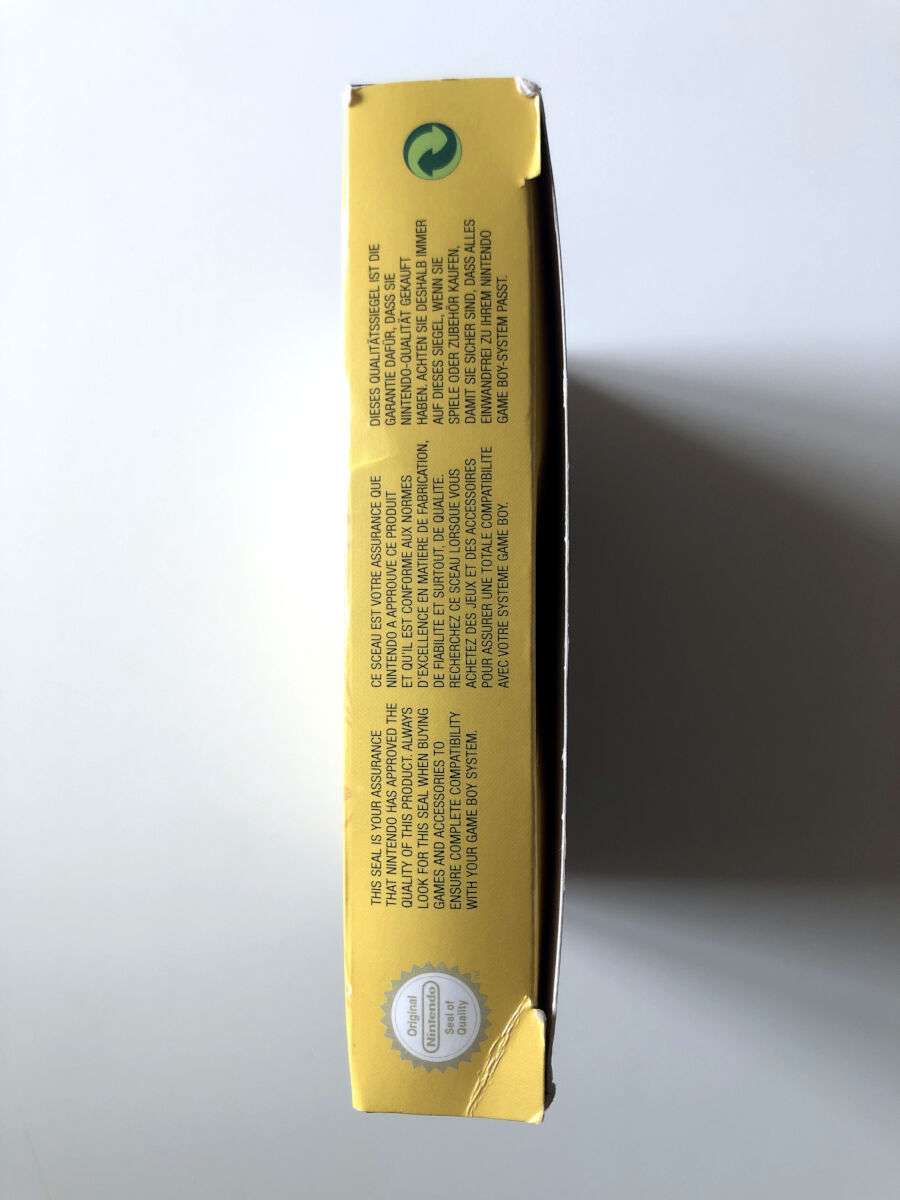 Original
Nintendo
Seal of
Quality
THIS SEAL IS YOUR ASSURANCE
THAT NINTENDO HAS APPROVED THE
QUALITY OF THIS PRODUCT. ALWAYS
LOOK FOR THIS SEAL WHEN BUYING
GAMES AND ACCESSORIES TO
ENSURE COMPLETE COMPATIBILITY
WITH YOUR GAME BOY SYSTEM.
CE SCEAU EST VOTRE ASSURANCE QUE
NINTENDO A APPROUVE CE PRODUIT
ET QU'IL EST CONFORME AUX NORMES
D'EXCELLENCE EN MATIERE DE FABRICATION,
DE FIABILITE ET SURTOUT, DE QUALITE.
RECHERCHEZ CE SCEAU LORSQUE VOUS
ACHETEZ DES JEUX ET DES ACCESSOIRES
POUR ASSURER UNE TOTALE COMPATIBILITE
AVEC VOTRE SYSTEME GAME BOY.
DIESES QUALITÄTSSIEGEL IST DIE
GARANTIE DAFÜR, DASS SIE
NINTENDO-QUALITÄT GEKAUFT
HABEN. ACHTEN SIE DESHALB IMMER
AUF DIESES SIEGEL, WENN SIE
SPIELE ODER ZUBEHÖR KAUFEN,
DAMIT SIE SICHER SIND, DASS ALLES
EINWANDFREI ZU IHREM NINTENDO
GAME BOY-SYSTEM PASST.